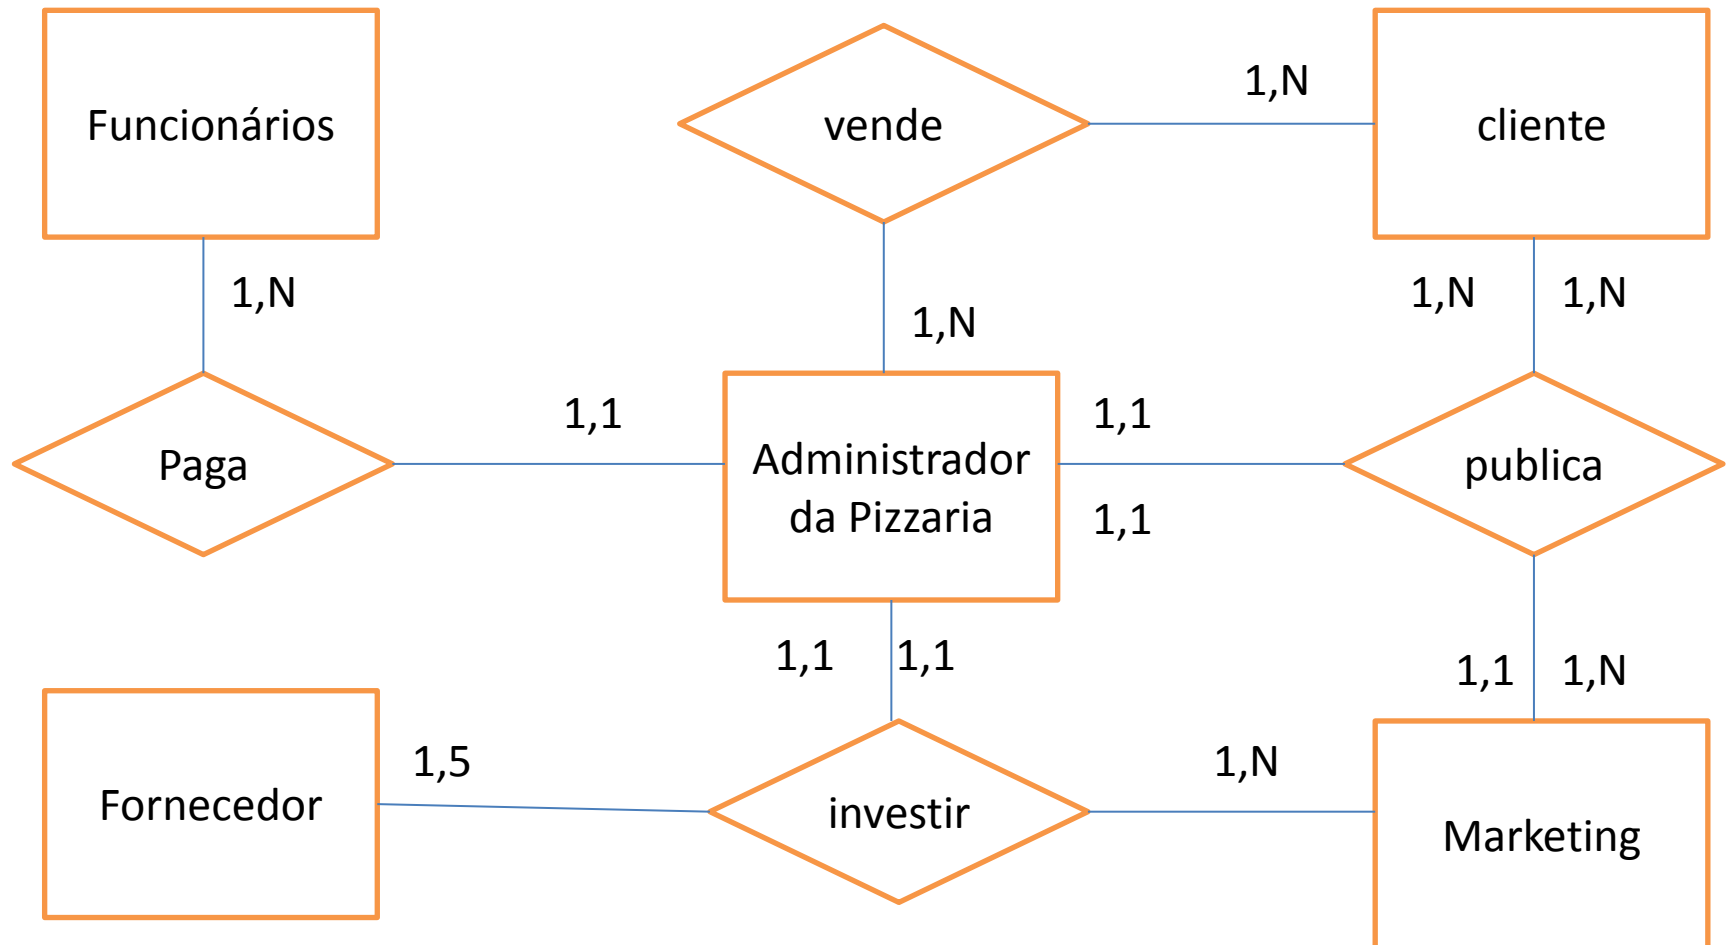 Funcionários
vende
1,N
cliente
1,N
1,N
1,N
1,N
1,1
1,1
Paga
Administrador
da Pizzaria
publica
1,1
1,1
1,1
1,1
1,N
1,5
1,N
Fornecedor
investir
Marketing